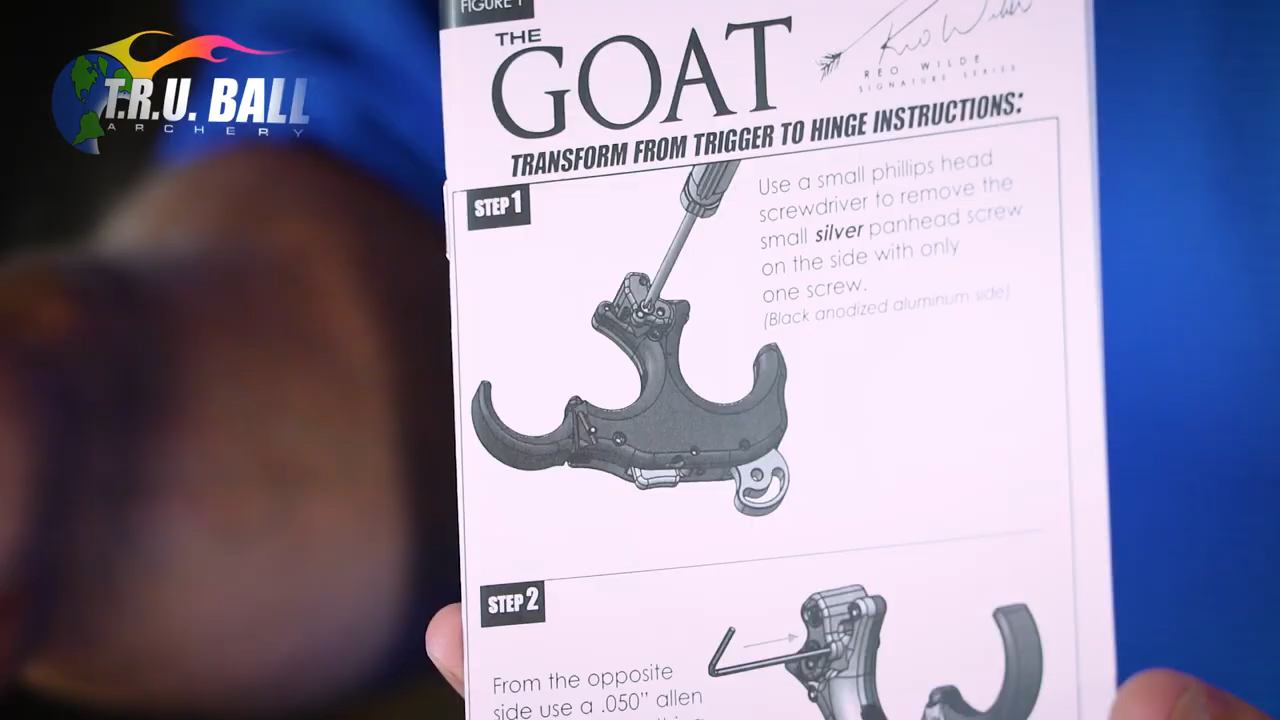 T.R.U. BALL
ARCHERY
FIGURE 1
THE
GOAT
Reo Wilde
REO WILDE
SIGNATURE SERIES
TRANSFORM FROM TRIGGER TO HINGE INSTRUCTIONS:
STEP 1
Use a small phillips head
screwdriver to remove the
small silver panhead screw
on the side with only
one screw.
(Black anodized aluminum side)
STEP 2
From the opposite
side use a .050” allen